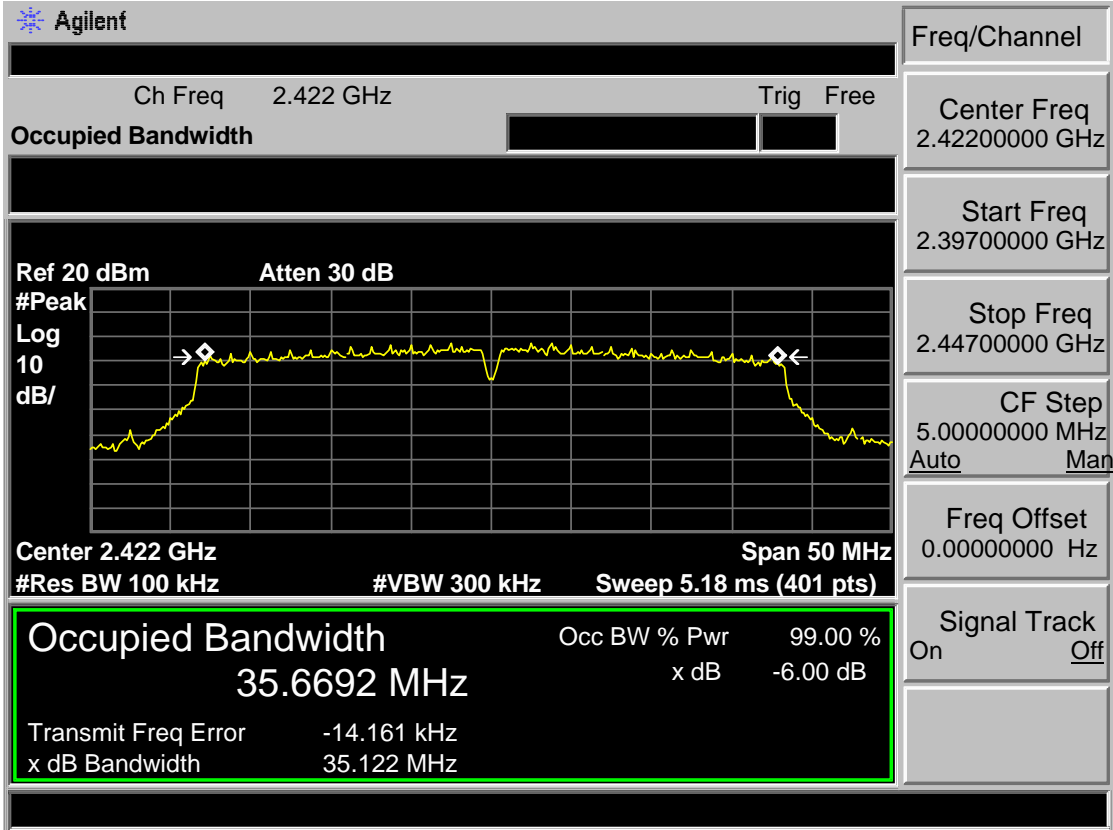 Agilent
Freq/Channel
Ch Freq 2.422 GHz Trig Free
Occupied Bandwidth
Center Freq
2.42200000 GHz
Start Freq
2.39700000 GHz
Stop Freq
2.44700000 GHz
CF Step
5.00000000 MHz
Auto Man
Freq Offset
0.00000000 Hz
Signal Track
On Off
Ref 20 dBm Atten 30 dB
#Peak
Log
10
dB/
Center 2.422 GHz Span 50 MHz
#Res BW 100 kHz #VBW 300 kHz Sweep 5.18 ms (401 pts)
Occupied Bandwidth Occ BW % Pwr 99.00 %
35.6692 MHz x dB -6.00 dB
Transmit Freq Error -14.161 kHz
x dB Bandwidth 35.122 MHz